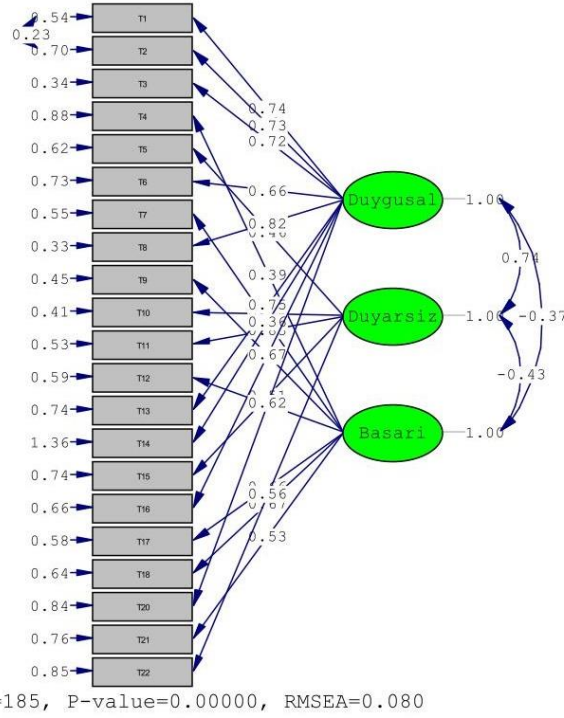 0.54 T1
0.23
0.70 T2
0.34 T3
0.88 T4
0.74
0.73
0.62 T5
0.72
0.73 T6
0.66
Duygusal 1.00
0.55 T7
0.82
0.33 T8
0.74
0.45 T9
0.39
0.41 T10
0.75
Duyarsiz 1.00 -0.37
0.36
0.53 T11
0.67
0.59 T12
-0.43
0.62
0.74 T13
Basari 1.00
1.36 T14
0.74 T15
0.56
0.66 T16
0.58 T17
0.53
0.64 T18
0.84 T20
0.76 T21
0.85 T22
=185, P-value=0.00000, RMSEA=0.080